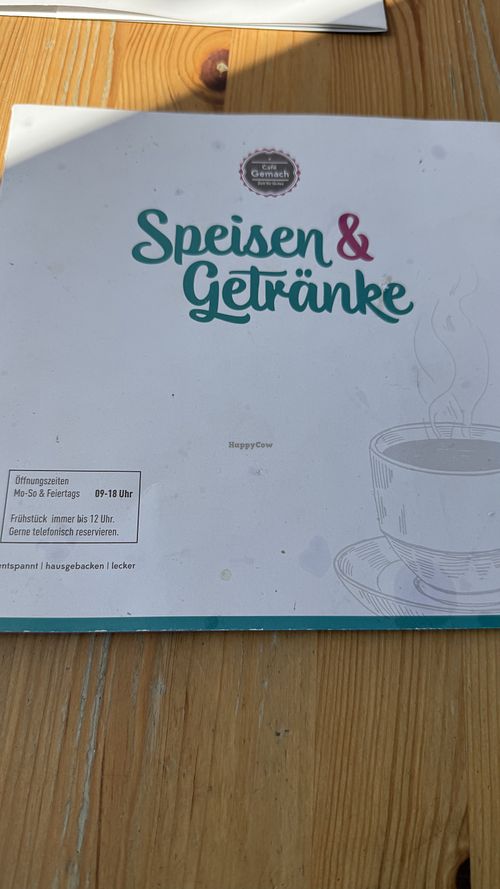 Café
Gemach
Speisen &
Getränke
HappyCow
Öffnungszeiten
Mo-So & Feiertags 09-18 Uhr
Frühstück immer bis 12 Uhr.
Gerne telefonisch reservieren.
entspannt | hausgebacken | lecker